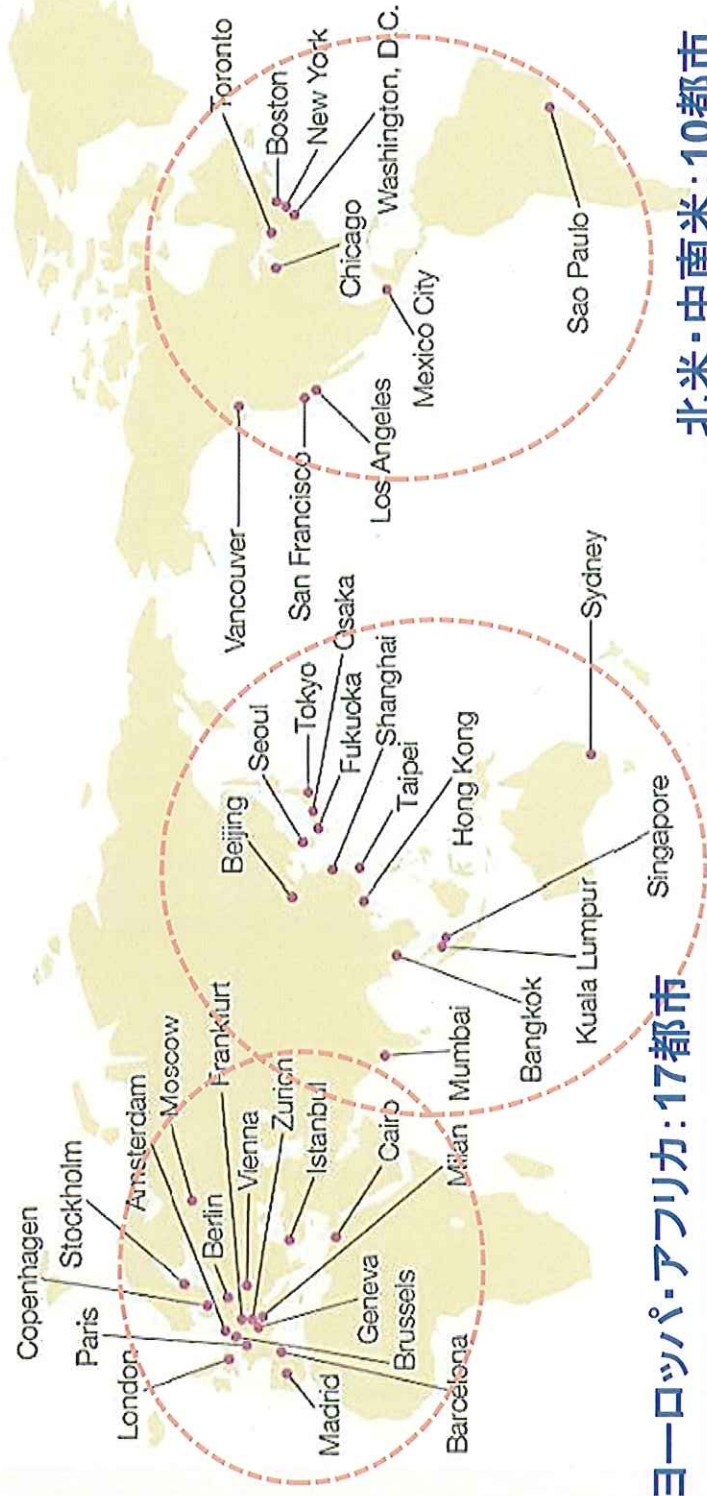 Copenhagen
Stockholm
Paris
London
Amsterdam
Moscow
Berlin
Frankfurt
Vienna
Zurich
Istanbul
Cairo
Milan
Geneva
Brussels
Barcelona
Madrid
Mumbai
Beijing
Seoul
Tokyo
Osaka
Fukuoka
Shanghai
Taipei
Hong Kong
Bangkok
Kuala Lumpur
Singapore
Sydney
Vancouver
San Francisco
Los Angeles
Toronto
Boston
New York
Washington, D.C.
Chicago
Mexico City
Sao Paulo
ヨーロッパ・アフリカ:17都市
北米・中南米:10都市